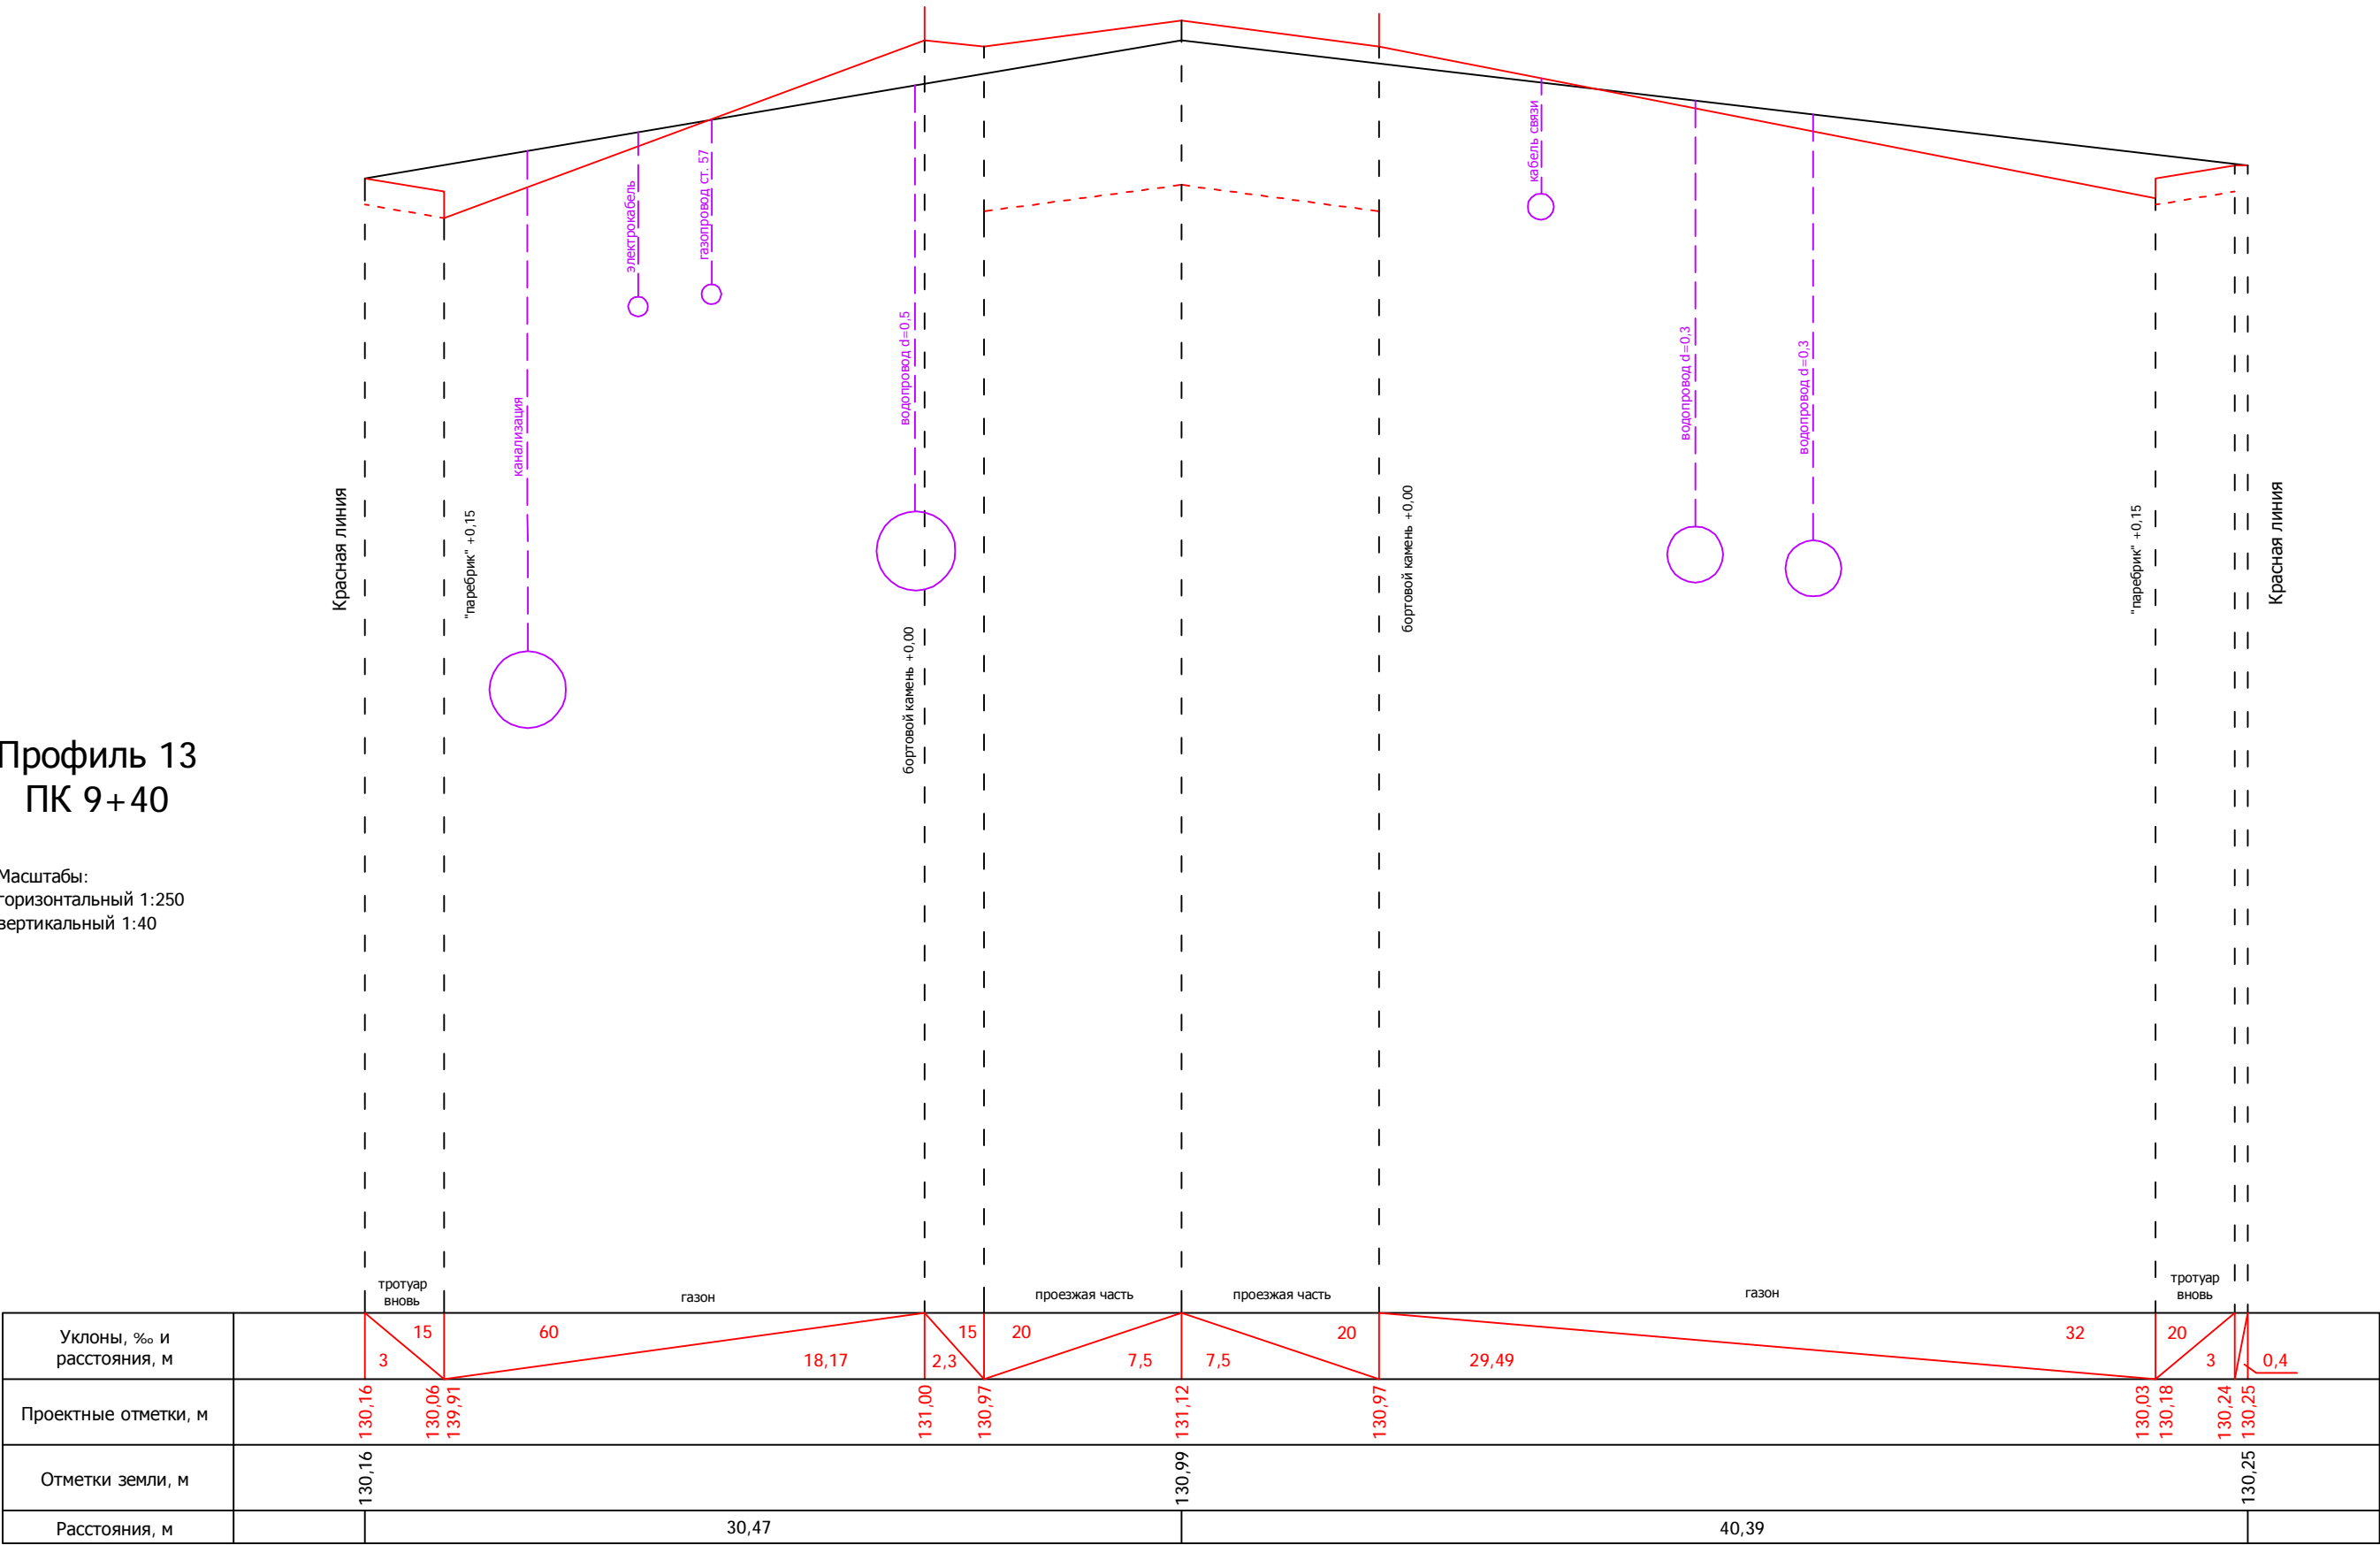 электрокабель
газопровод ст. 57
кабель связи
водопровод d=0,5
водопровод d=0,3
водопровод d=0,3
канализация
Красная линия
"паребрик" +0,15
бортовой камень +0,00
бортовой камень +0,00
"паребрик" +0,15
Красная линия
Профиль 13
ПК 9+40
Масштабы:
горизонтальный 1:250
вертикальный 1:40
тротуар
вновь
газон
проезжая часть
проезжая часть
газон
тротуар
вновь
Уклоны, ‰ и
расстояния, м
15 60 15 20 20 32 20
3 18,17 2,3 7,5 7,5 29,49 3 0,4
Проектные отметки, м
130,16 130,06 139,91 131,00 130,97 131,12 130,97 130,03 130,18 130,24 130,25
Отметки земли, м
130,16 130,99 130,25
Расстояния, м
30,47 40,39